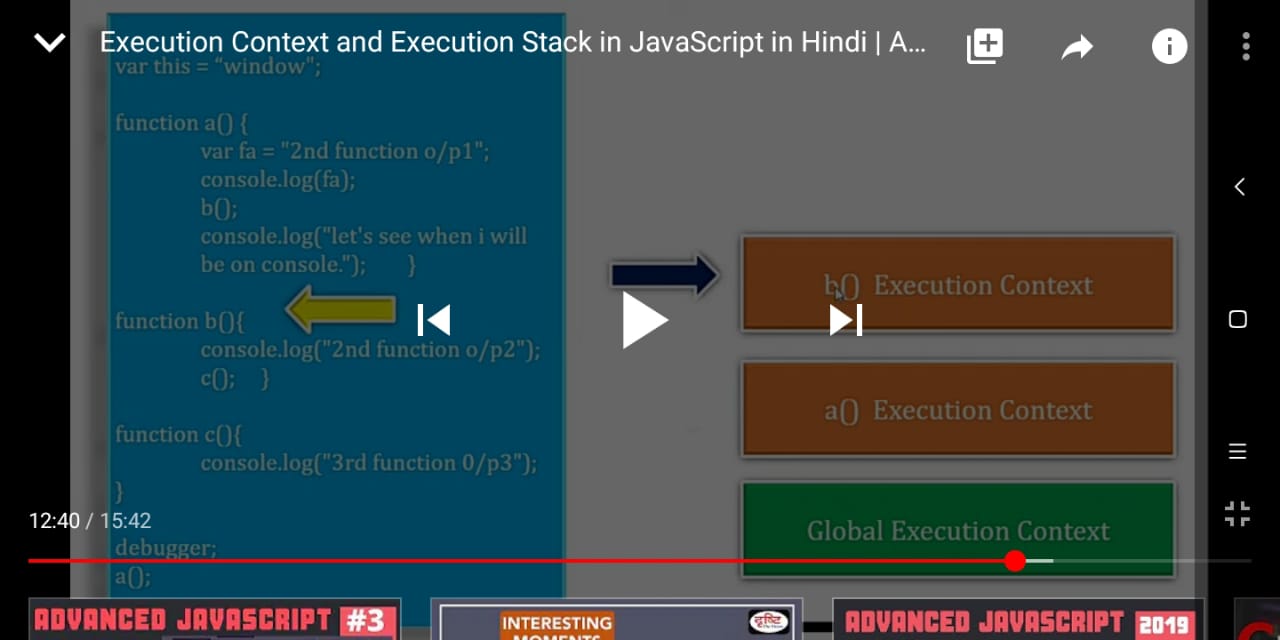 Execution Context and Execution Stack in JavaScript in Hindi | A...
var this = “window";
function a() {
var fa = "2nd function o/p1";
console.log(fa);
b();
console.log("let's see when i will
be on console."); }
function b(){
console.log("2nd function o/p2");
c(); }
function c(){
console.log("3rd function 0/p3");
}
debugger;
a();
b() Execution Context
a() Execution Context
Global Execution Context
12:40 / 15:42
ADVANCED JAVASCRIPT #3
INTERESTING
MOMENTS
दृष्टि
ADVANCED JAVASCRIPT 2019